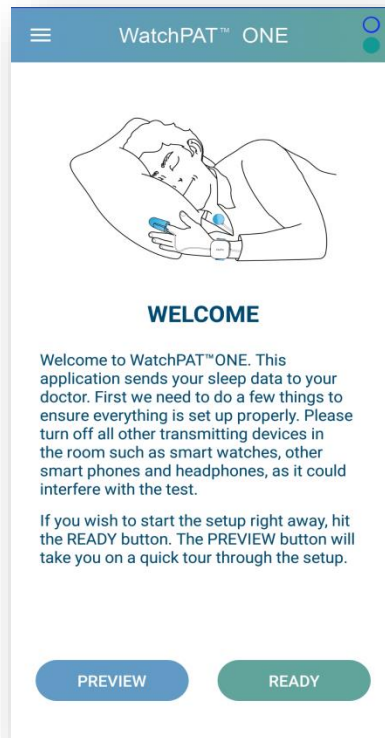 WatchPAT™ ONE
WELCOME
Welcome to WatchPAT™ONE. This
application sends your sleep data to your
doctor. First we need to do a few things to
ensure everything is set up properly. Please
turn off all other transmitting devices in
the room such as smart watches, other
smart phones and headphones, as it could
interfere with the test.
If you wish to start the setup right away, hit
the READY button. The PREVIEW button will
take you on a quick tour through the setup.
PREVIEW
READY